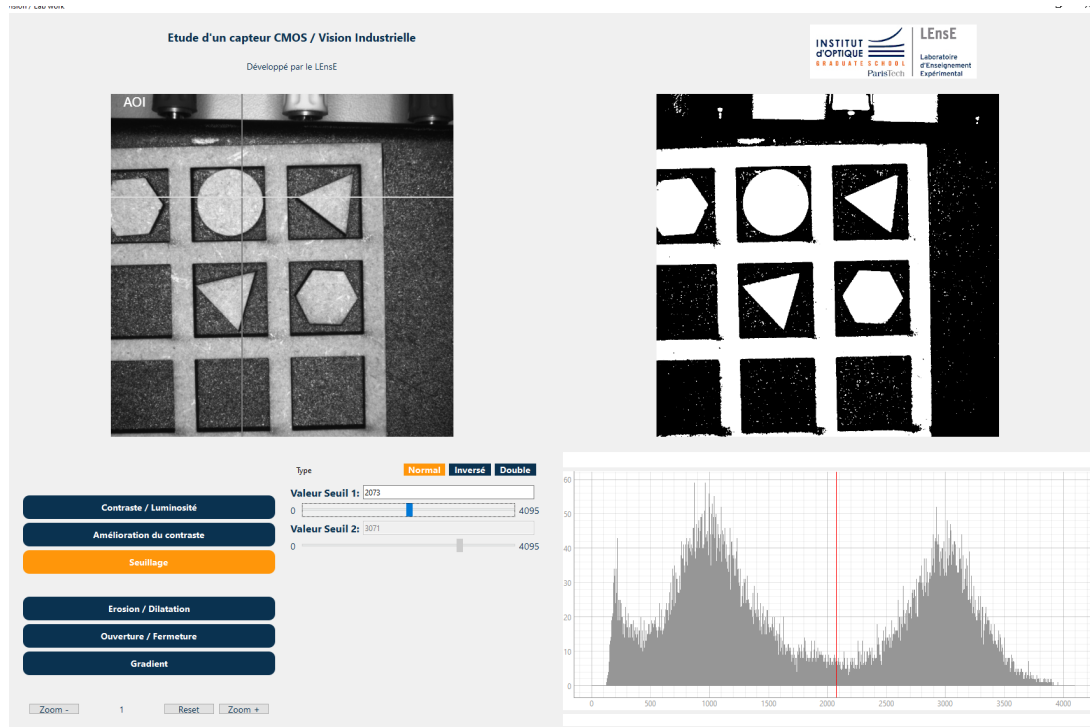 Vision / Lab work
Etude d'un capteur CMOS / Vision Industrielle
Développé par le LEnsE
INSTITUT
d'OPTIQUE
GRADUATE SCHOOL
ParisTech
LEnsE
Laboratoire
d'Enseignement
Expérimental
AOI
Contraste / Luminosité
Amélioration du contraste
Seuillage
Erosion / Dilatation
Ouverture / Fermeture
Gradient
Zoom - 1 Reset Zoom +
Type Normal Inversé Double
Valeur Seuil 1: 2073
0 4095
Valeur Seuil 2: 3071
0 4095
60
50
40
30
20
10
0
0 500 1000 1500 2000 2500 3000 3500 4000